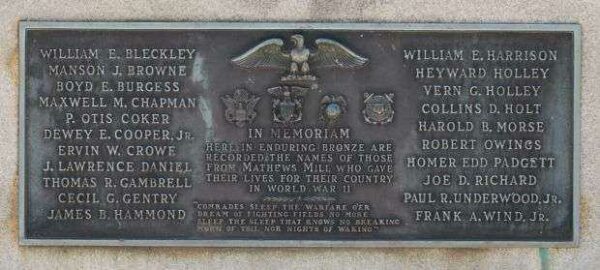 WILLIAM E. BLECKLEY
MANSON J. BROWNE
BOYD E. BURGESS
MAXWELL M. CHAPMAN
P. OTIS COKER
DEWEY E. COOPER, JR.
ERVIN W. CROWE
J. LAWRENCE DANIEL
THOMAS R. GAMBRELL
CECIL G. GENTRY
JAMES B. HAMMOND
IN MEMORIAM
HERE IN ENDURING BRONZE ARE
RECORDED THE NAMES OF THOSE
FROM MATHEWS MILL WHO GAVE
THEIR LIVES FOR THEIR COUNTRY
IN WORLD WAR II
"COMRADES SLEEP THE WARFARE O'ER
DREAM OF FIGHTING FIELDS NO MORE
SLEEP THE SLEEP THAT KNOWS NO BREAKING
MORN OF TOIL NOR NIGHTS OF WAKING"
WILLIAM E. HARRISON
HEYWARD HOLLEY
VERN G. HOLLEY
COLLINS D. HOLT
HAROLD B. MORSE
ROBERT OWINGS
HOMER EDD PADGETT
JOE D. RICHARD
PAUL R. UNDERWOOD, JR.
FRANK A. WIND, JR.